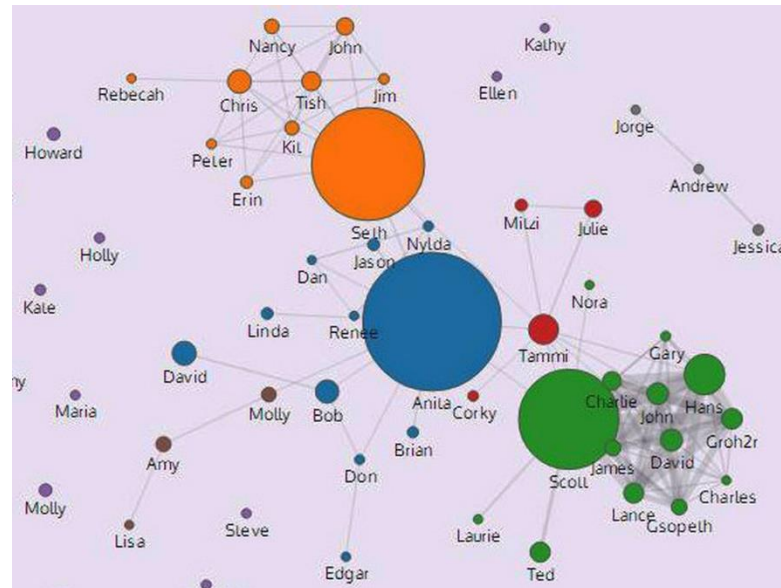 Nancy
John
Kathy
Rebecah
Chris
Tish
Jim
Ellen
Jorge
Howard
Peter
Kit
Andrew
Erin
Seth
Mitzi
Julie
Jessica
Holly
Nylda
Jason
Dan
Kate
Linda
Renee
Nora
Tammi
Gary
David
Maria
Molly
Bob
Anita
Corky
Charlie
John
Hans
Amy
Brian
James
David
Groh2r
Don
Scott
Charles
Molly
Lisa
Steve
Laurie
Lance
Gsopeth
Edgar
Ted